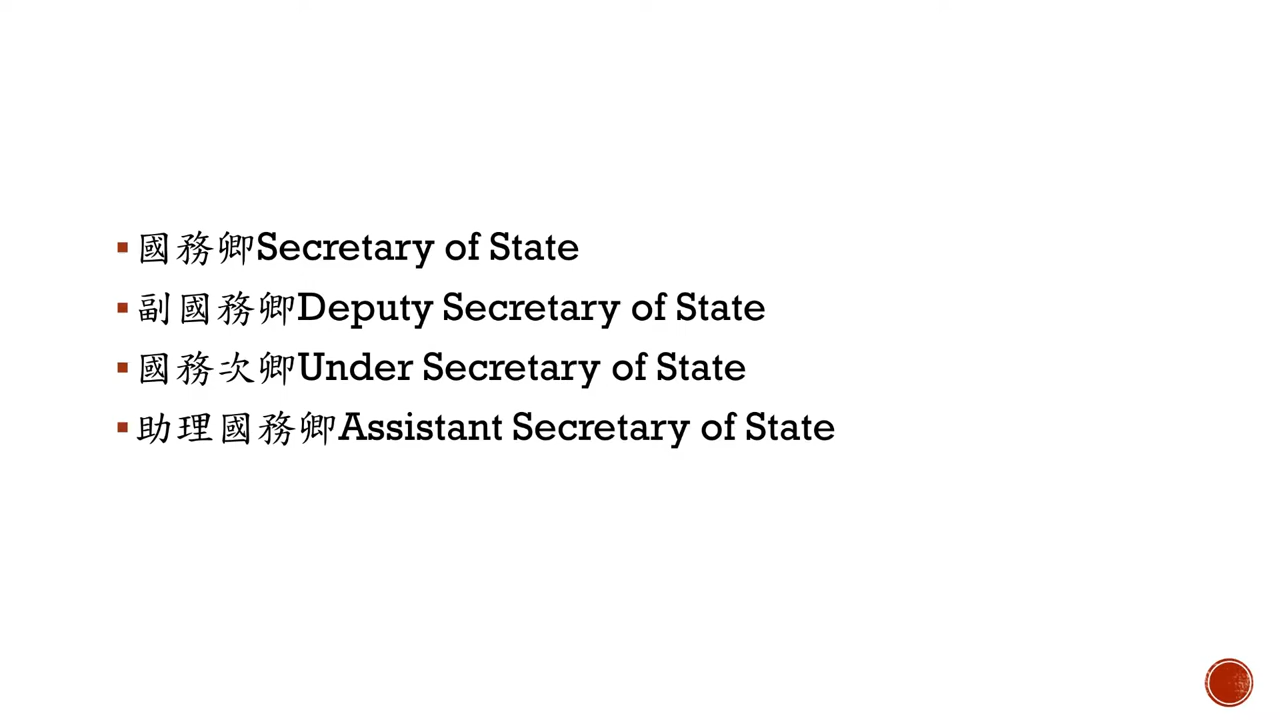 國務卿Secretary of State
副國務卿Deputy Secretary of State
國務次卿Under Secretary of State
助理國務卿Assistant Secretary of State